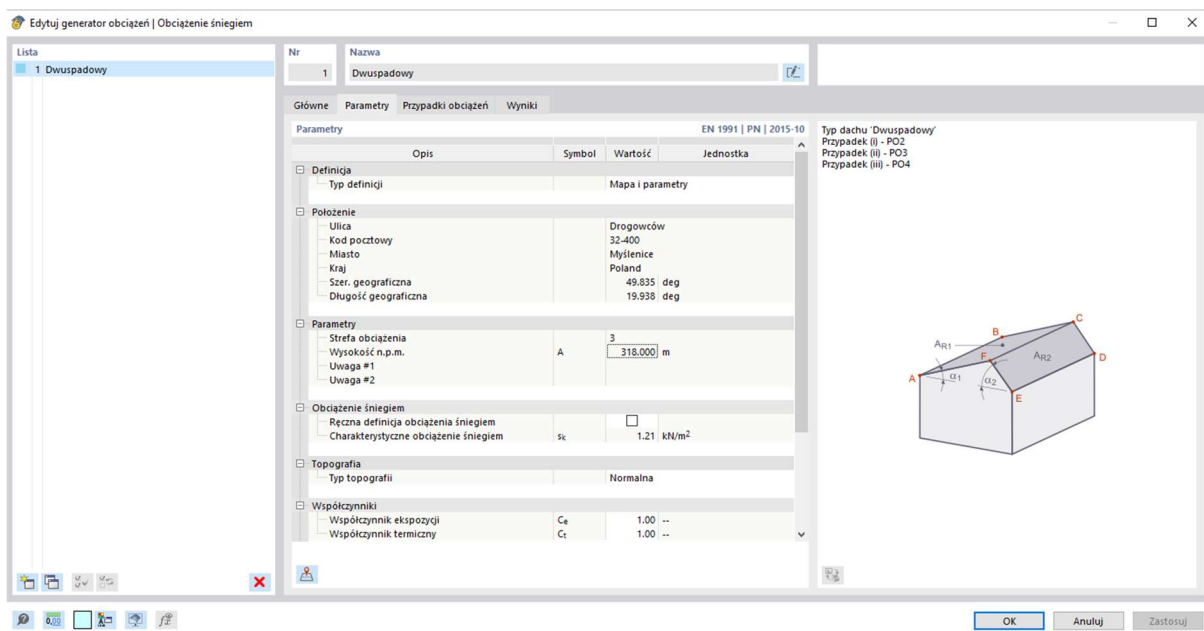 Edytuj generator obciążeń | Obciążenie śniegiem
Lista
1 Dwuspadowy
Nr
1
Nazwa
Dwuspadowy
Główne Parametry Przypadki obciążeń Wyniki
Parametry EN 1991 | PN | 2015-10
Opis Symbol Wartość Jednostka
Definicja
Typ definicji Mapa i parametry
Położenie
Ulica Drogowców
Kod pocztowy 32-400
Miasto Myślenice
Kraj Poland
Szer. geograficzna 49.835 deg
Długość geograficzna 19.938 deg
Parametry
Strefa obciążenia 3
Wysokość n.p.m. A 318.000 m
Uwaga #1
Uwaga #2
Obciążenie śniegiem
Ręczna definicja obciążenia śniegiem
Charakterystyczne obciążenie śniegiem sk 1.21 kN/m2
Topografia
Typ topografii Normalna
Współczynniki
Współczynnik ekspozycji Ce 1.00 --
Współczynnik termiczny Ct 1.00 --
Typ dachu 'Dwuspadowy'
Przypadek (i) - PO2
Przypadek (ii) - PO3
Przypadek (iii) - PO4
C
B
AR1
F
AR2
D
A
α1
α2
E
0,00
OK Anuluj Zastosuj